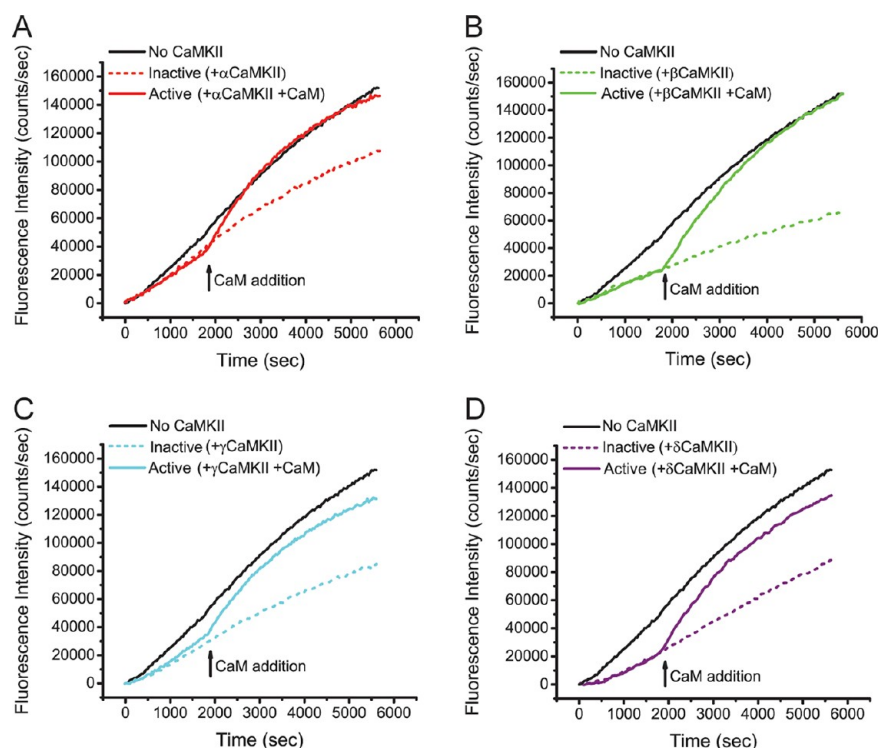 A
No CaMKII
Inactive (+αCaMKII)
Active (+αCaMKII +CaM)
Fluorescence Intensity (counts/sec)
160000
140000
120000
100000
80000
60000
40000
20000
0
CaM addition
0 1000 2000 3000 4000 5000 6000
Time (sec)
B
No CaMKII
Inactive (+βCaMKII)
Active (+βCaMKII +CaM)
Fluorescence Intensity (counts/sec)
160000
140000
120000
100000
80000
60000
40000
20000
0
CaM addition
0 1000 2000 3000 4000 5000 6000
Time (sec)
C
No CaMKII
Inactive (+γCaMKII)
Active (+γCaMKII +CaM)
Fluorescence Intensity (counts/sec)
160000
140000
120000
100000
80000
60000
40000
20000
0
CaM addition
0 1000 2000 3000 4000 5000 6000
Time (sec)
D
No CaMKII
Inactive (+δCaMKII)
Active (+δCaMKII +CaM)
Fluorescence Intensity (counts/sec)
160000
140000
120000
100000
80000
60000
40000
20000
0
CaM addition
0 1000 2000 3000 4000 5000 6000
Time (sec)